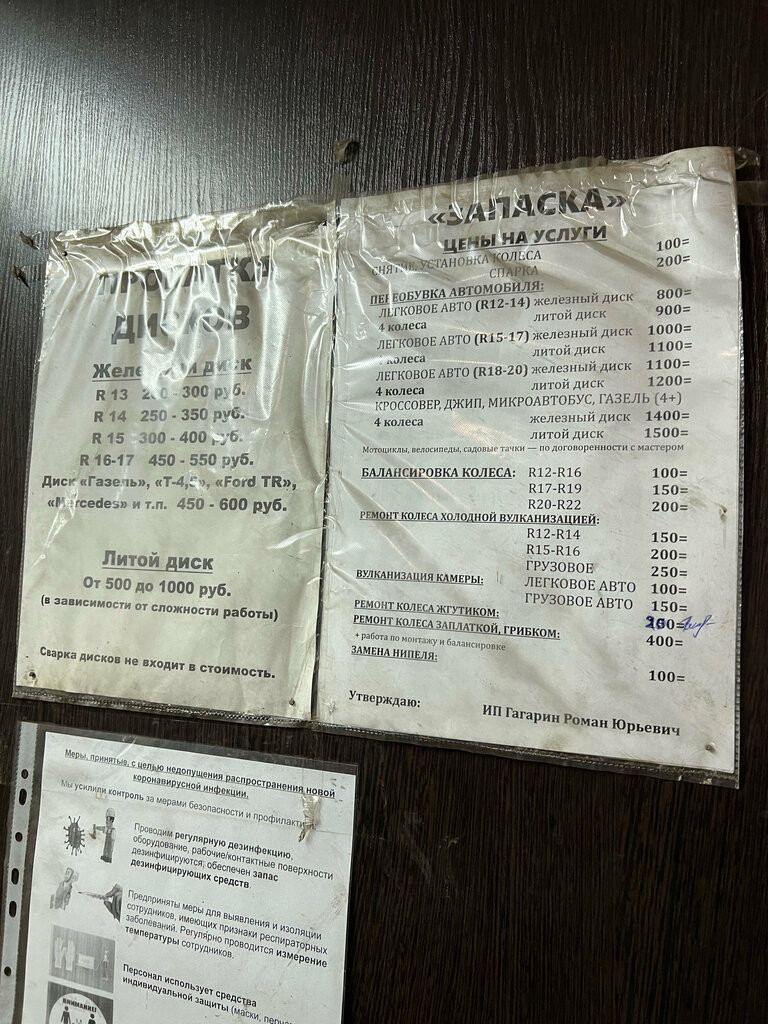 ПРОКАТКА
ДИСКОВ
Железный диск
R 13 200 - 300 руб.
R 14 250 - 350 руб.
R 15 300 - 400 руб.
R 16-17 450 - 550 руб.
Диск «Газель», «Т-4,5», «Ford TR»,
«Mercedes» и т.п. 450 - 600 руб.
Литой диск
От 500 до 1000 руб.
(в зависимости от сложности работы)
Сварка дисков не входит в стоимость.
«ЗАПАСКА»
ЦЕНЫ НА УСЛУГИ
СНЯТИЕ, УСТАНОВКА КОЛЕСА 100=
СПАРКА 200=
ПЕРЕОБУВКА АВТОМОБИЛЯ:
ЛЕГКОВОЕ АВТО (R12-14) железный диск 800=
4 колеса литой диск 900=
ЛЕГКОВОЕ АВТО (R15-17) железный диск 1000=
4 колеса литой диск 1100=
ЛЕГКОВОЕ АВТО (R18-20) железный диск 1100=
4 колеса литой диск 1200=
КРОССОВЕР, ДЖИП, МИКРОАВТОБУС, ГАЗЕЛЬ (4+)
4 колеса железный диск 1400=
литой диск 1500=
Мотоциклы, велосипеды, садовые тачки — по договоренности с мастером
БАЛАНСИРОВКА КОЛЕСА: R12-R16 100=
R17-R19 150=
R20-R22 200=
РЕМОНТ КОЛЕСА ХОЛОДНОЙ ВУЛКАНИЗАЦИЕЙ:
R12-R14 150=
R15-R16 200=
ГРУЗОВОЕ 250=
ВУЛКАНИЗАЦИЯ КАМЕРЫ: ЛЕГКОВОЕ АВТО 100=
ГРУЗОВОЕ АВТО 150=
РЕМОНТ КОЛЕСА ЖГУТИКОМ:
РЕМОНТ КОЛЕСА ЗАПЛАТКОЙ, ГРИБКОМ: 400=
+ работа по монтажу и балансировке
ЗАМЕНА НИПЕЛЯ: 100=
Утверждаю: ИП Гагарин Роман Юрьевич
Меры, принятые, с целью недопущения распространения новой
коронавирусной инфекции.
Мы усилили контроль за мерами безопасности и профилактики
Проводим регулярную дезинфекцию,
оборудование, рабочие/контактные поверхности
дезинфицируются; обеспечен запас
дезинфицирующих средств.
Предприняты меры для выявления и изоляции
сотрудников, имеющих признаки респираторных
заболеваний. Регулярно проводится измерение
температуры сотрудников.
Персонал использует средства
индивидуальной защиты (маски, перча
ВНИМАНИЕ!